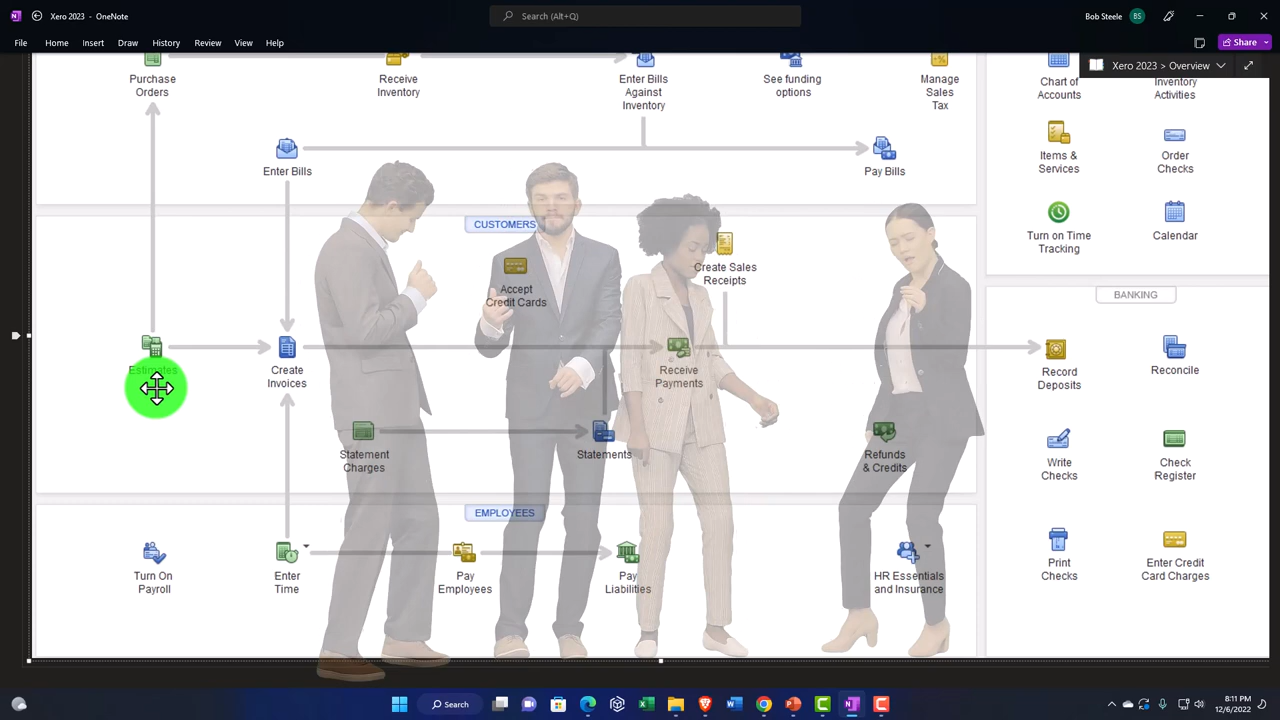 Xero 2023 - OneNote
Search (Alt+Q)
Bob Steele
BS
File
Home
Insert
Draw
History
Review
View
Help
Share
Xero 2023 > Overview
Purchase
Orders
Receive
Inventory
Enter Bills
Against
Inventory
See funding
options
Manage
Sales
Tax
Chart of
Accounts
Inventory
Activities
Enter Bills
Pay Bills
Items &
Services
Order
Checks
Turn on Time
Tracking
Calendar
CUSTOMERS
Accept
Credit Cards
Create Sales
Receipts
Estimates
Create
Invoices
Receive
Payments
Statement
Charges
Statements
Refunds
& Credits
BANKING
Record
Deposits
Reconcile
Write
Checks
Check
Register
Print
Checks
Enter Credit
Card Charges
EMPLOYEES
Turn On
Payroll
Enter
Time
Pay
Employees
Pay
Liabilities
HR Essentials
and Insurance
Search
8:11 PM
12/6/2022